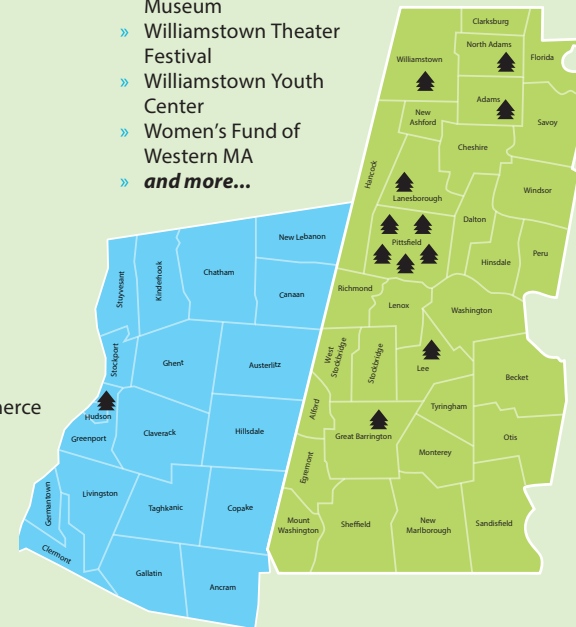 Museum
» Williamstown Theater
Festival
» Williamstown Youth
Center
» Women's Fund of
Western MA
» and more...
erce
Clarksburg
North Adams
Florida
Williamstown
Adams
New
Ashford
Savoy
Cheshire
Hancock
Lanesborough
Windsor
Dalton
Pittsfield
Peru
Hinsdale
Richmond
Lenox
Washington
West
Stockbridge
Stockbridge
Lee
Becket
Tyringham
Alford
Great Barrington
Otis
Monterey
Egremont
Mount
Washington
Sheffield
New
Marlborough
Sandisfield
New Lebanon
Stuyvesant
Kinderhook
Chatham
Canaan
Stockport
Ghent
Austerlitz
Hudson
Greenport
Claverack
Hillsdale
Germantown
Livingston
Taghkanic
Copake
Clermont
Gallatin
Ancram